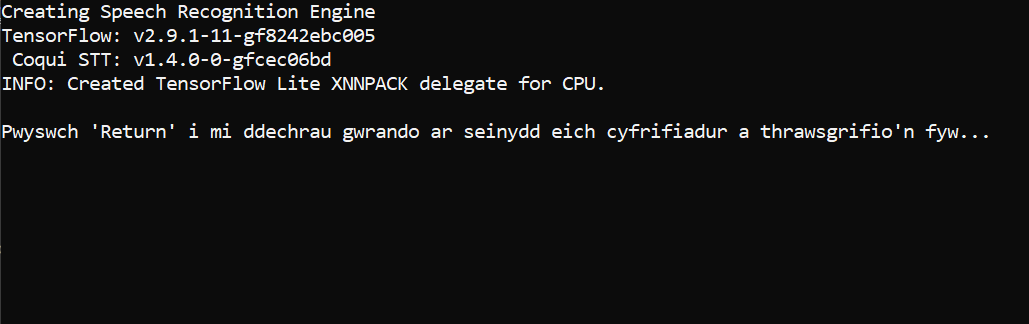 Creating Speech Recognition Engine
TensorFlow: v2.9.1-11-gf8242ebc005
Coqui STT: v1.4.0-0-gfcec06bd
INFO: Created TensorFlow Lite XNNPACK delegate for CPU.
Pwyswch 'Return' i mi ddechrau gwrando ar seinydd eich cyfrifiadur a thrawsgrifio'n fyw...